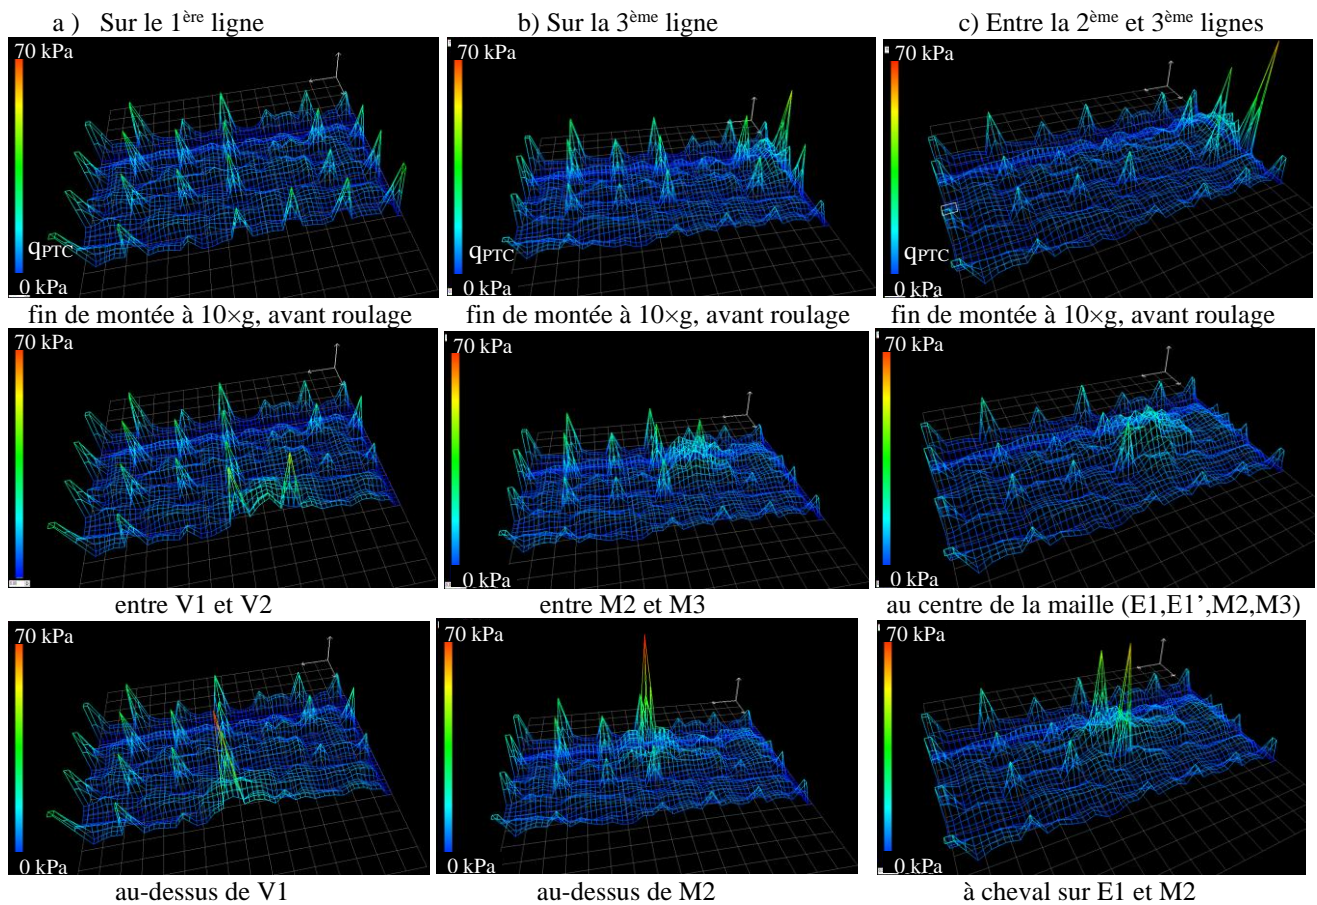 a ) Sur le 1ère ligne
b) Sur la 3ème ligne
c) Entre la 2ème et 3ème lignes
70 kPa
qPTC
0 kPa
70 kPa
qPTC
0 kPa
70 kPa
qPTC
0 kPa
fin de montée à 10×g, avant roulage
fin de montée à 10×g, avant roulage
fin de montée à 10×g, avant roulage
70 kPa
0 kPa
70 kPa
0 kPa
70 kPa
0 kPa
entre V1 et V2
entre M2 et M3
au centre de la maille (E1,E1’,M2,M3)
70 kPa
0 kPa
70 kPa
0 kPa
70 kPa
0 kPa
au-dessus de V1
au-dessus de M2
à cheval sur E1 et M2